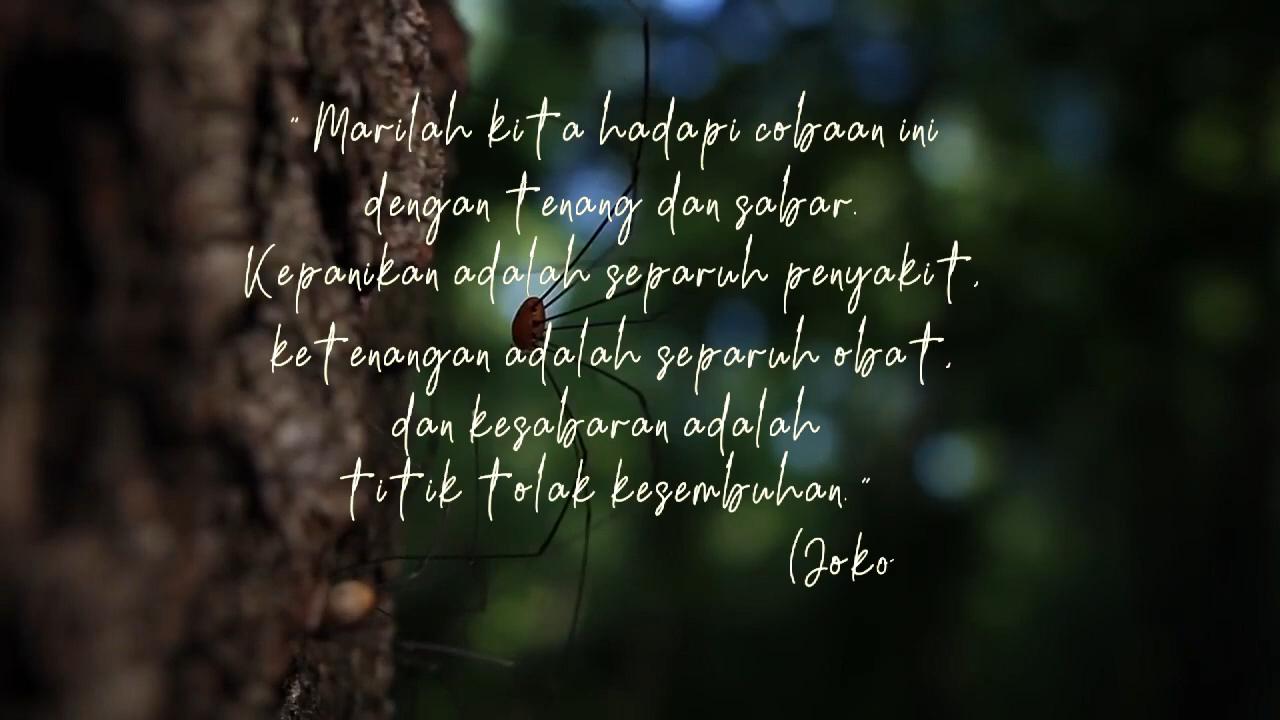 " Marilah kita hadapi cobaan ini
dengan tenang dan sabar.
Kepanikan adalah separuh penyakit,
ketenangan adalah separuh obat,
dan kesabaran adalah
titik tolak kesembuhan. "
(Joko